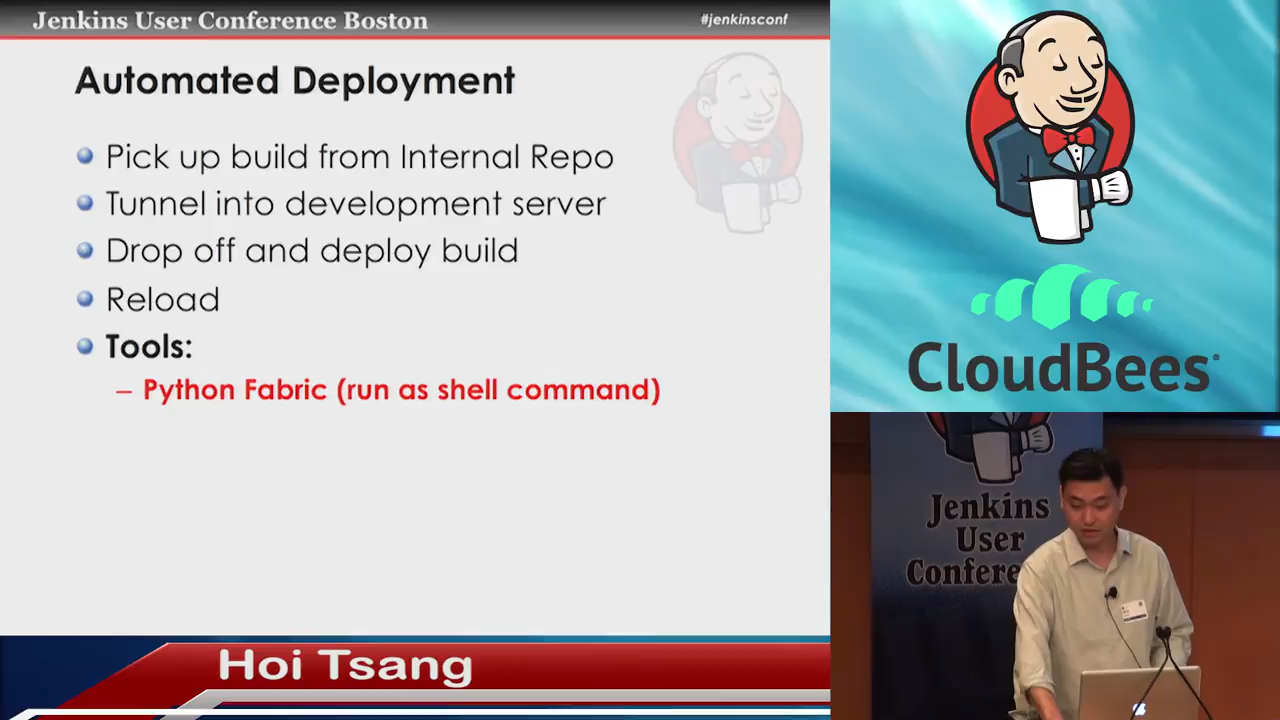 Jenkins User Conference Boston
#jenkinsconf
Automated Deployment
Pick up build from Internal Repo
Tunnel into development server
Drop off and deploy build
Reload
Tools:
– Python Fabric (run as shell command)
CloudBees®
Jenkins
User
Confere
Hoi Tsang